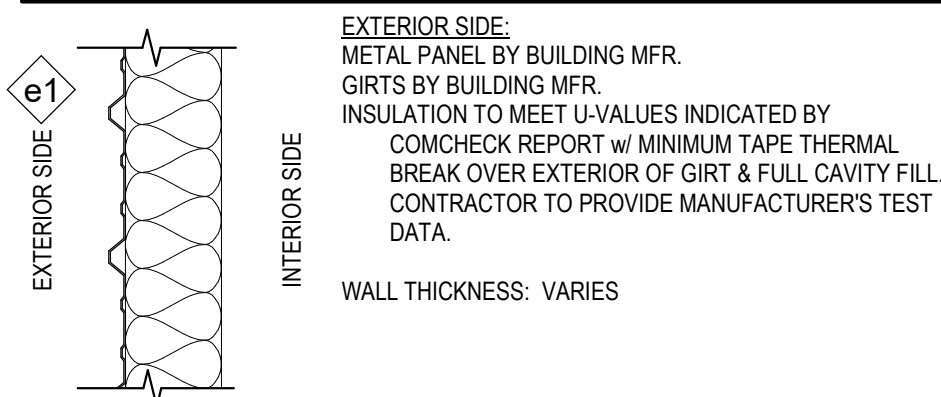 e1
EXTERIOR SIDE
INTERIOR SIDE
EXTERIOR SIDE:
METAL PANEL BY BUILDING MFR.
GIRTS BY BUILDING MFR.
INSULATION TO MEET U-VALUES INDICATED BY
COMCHECK REPORT w/ MINIMUM TAPE THERMAL
BREAK OVER EXTERIOR OF GIRT & FULL CAVITY FILL.
CONTRACTOR TO PROVIDE MANUFACTURER'S TEST
DATA.
WALL THICKNESS: VARIES